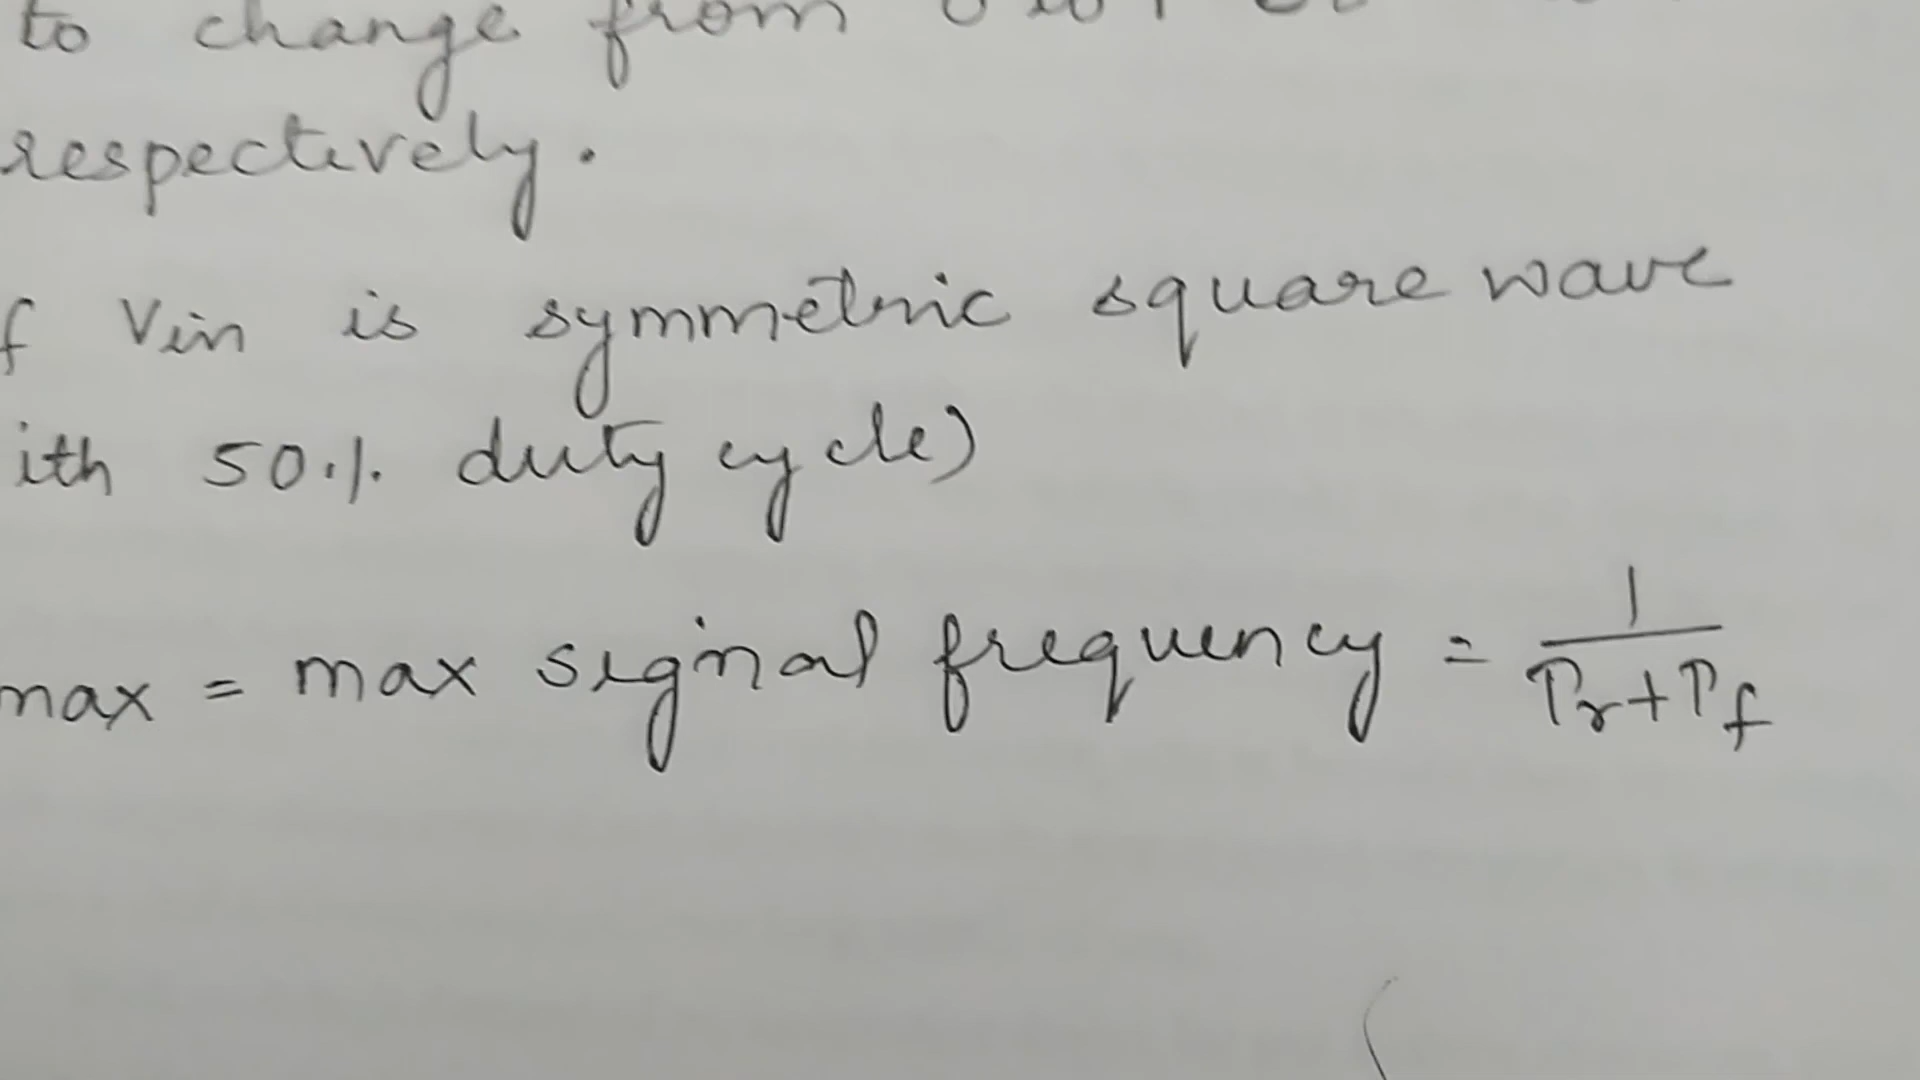 to change from
respectively.
f Vin is symmetric square wave
ith 50% duty cycle)
max = max signal frequency = 1/(Tr+Tf)